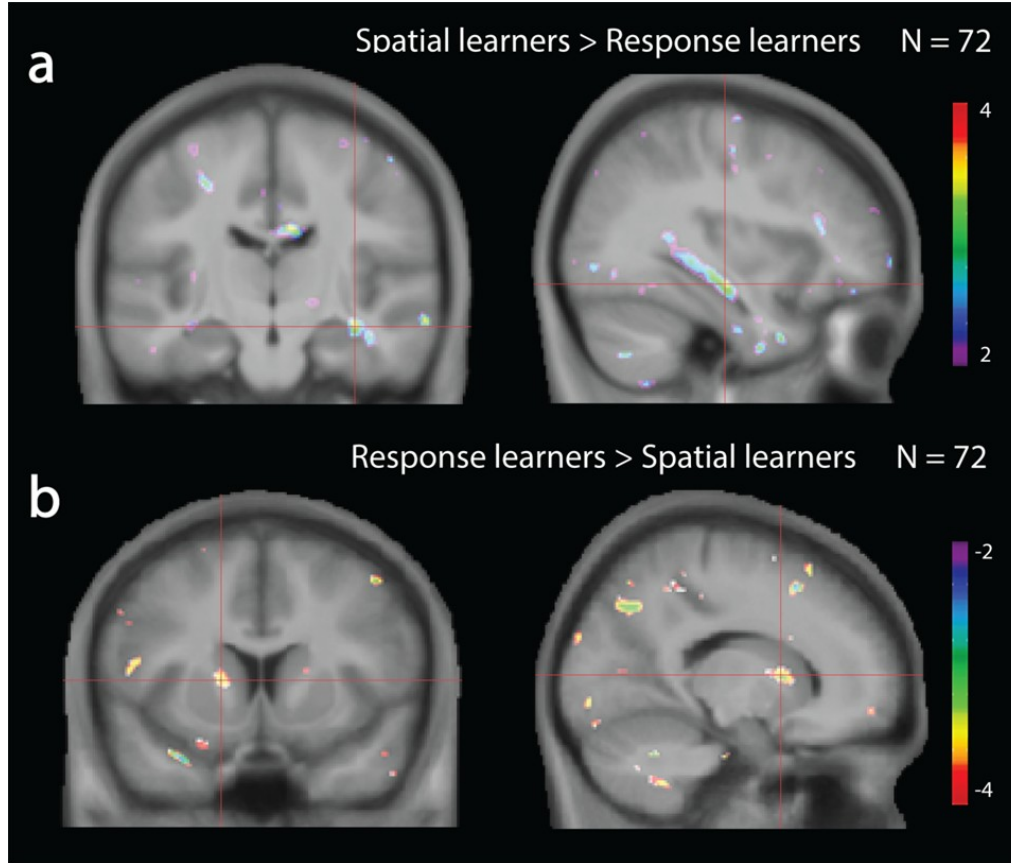 Spatial learners > Response learners N = 72
a
4
2
Response learners > Spatial learners N = 72
b
-2
-4